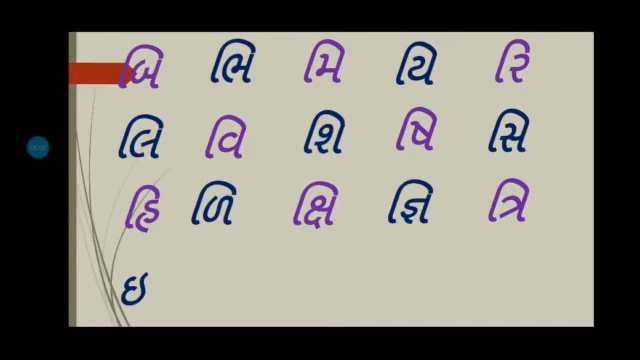 બિ ભિ મિ યિ રિ
લિ વિ શિ ષિ સિ
હિ ળિ ક્ષિ જ્ઞિ ત્રિ
ઇ